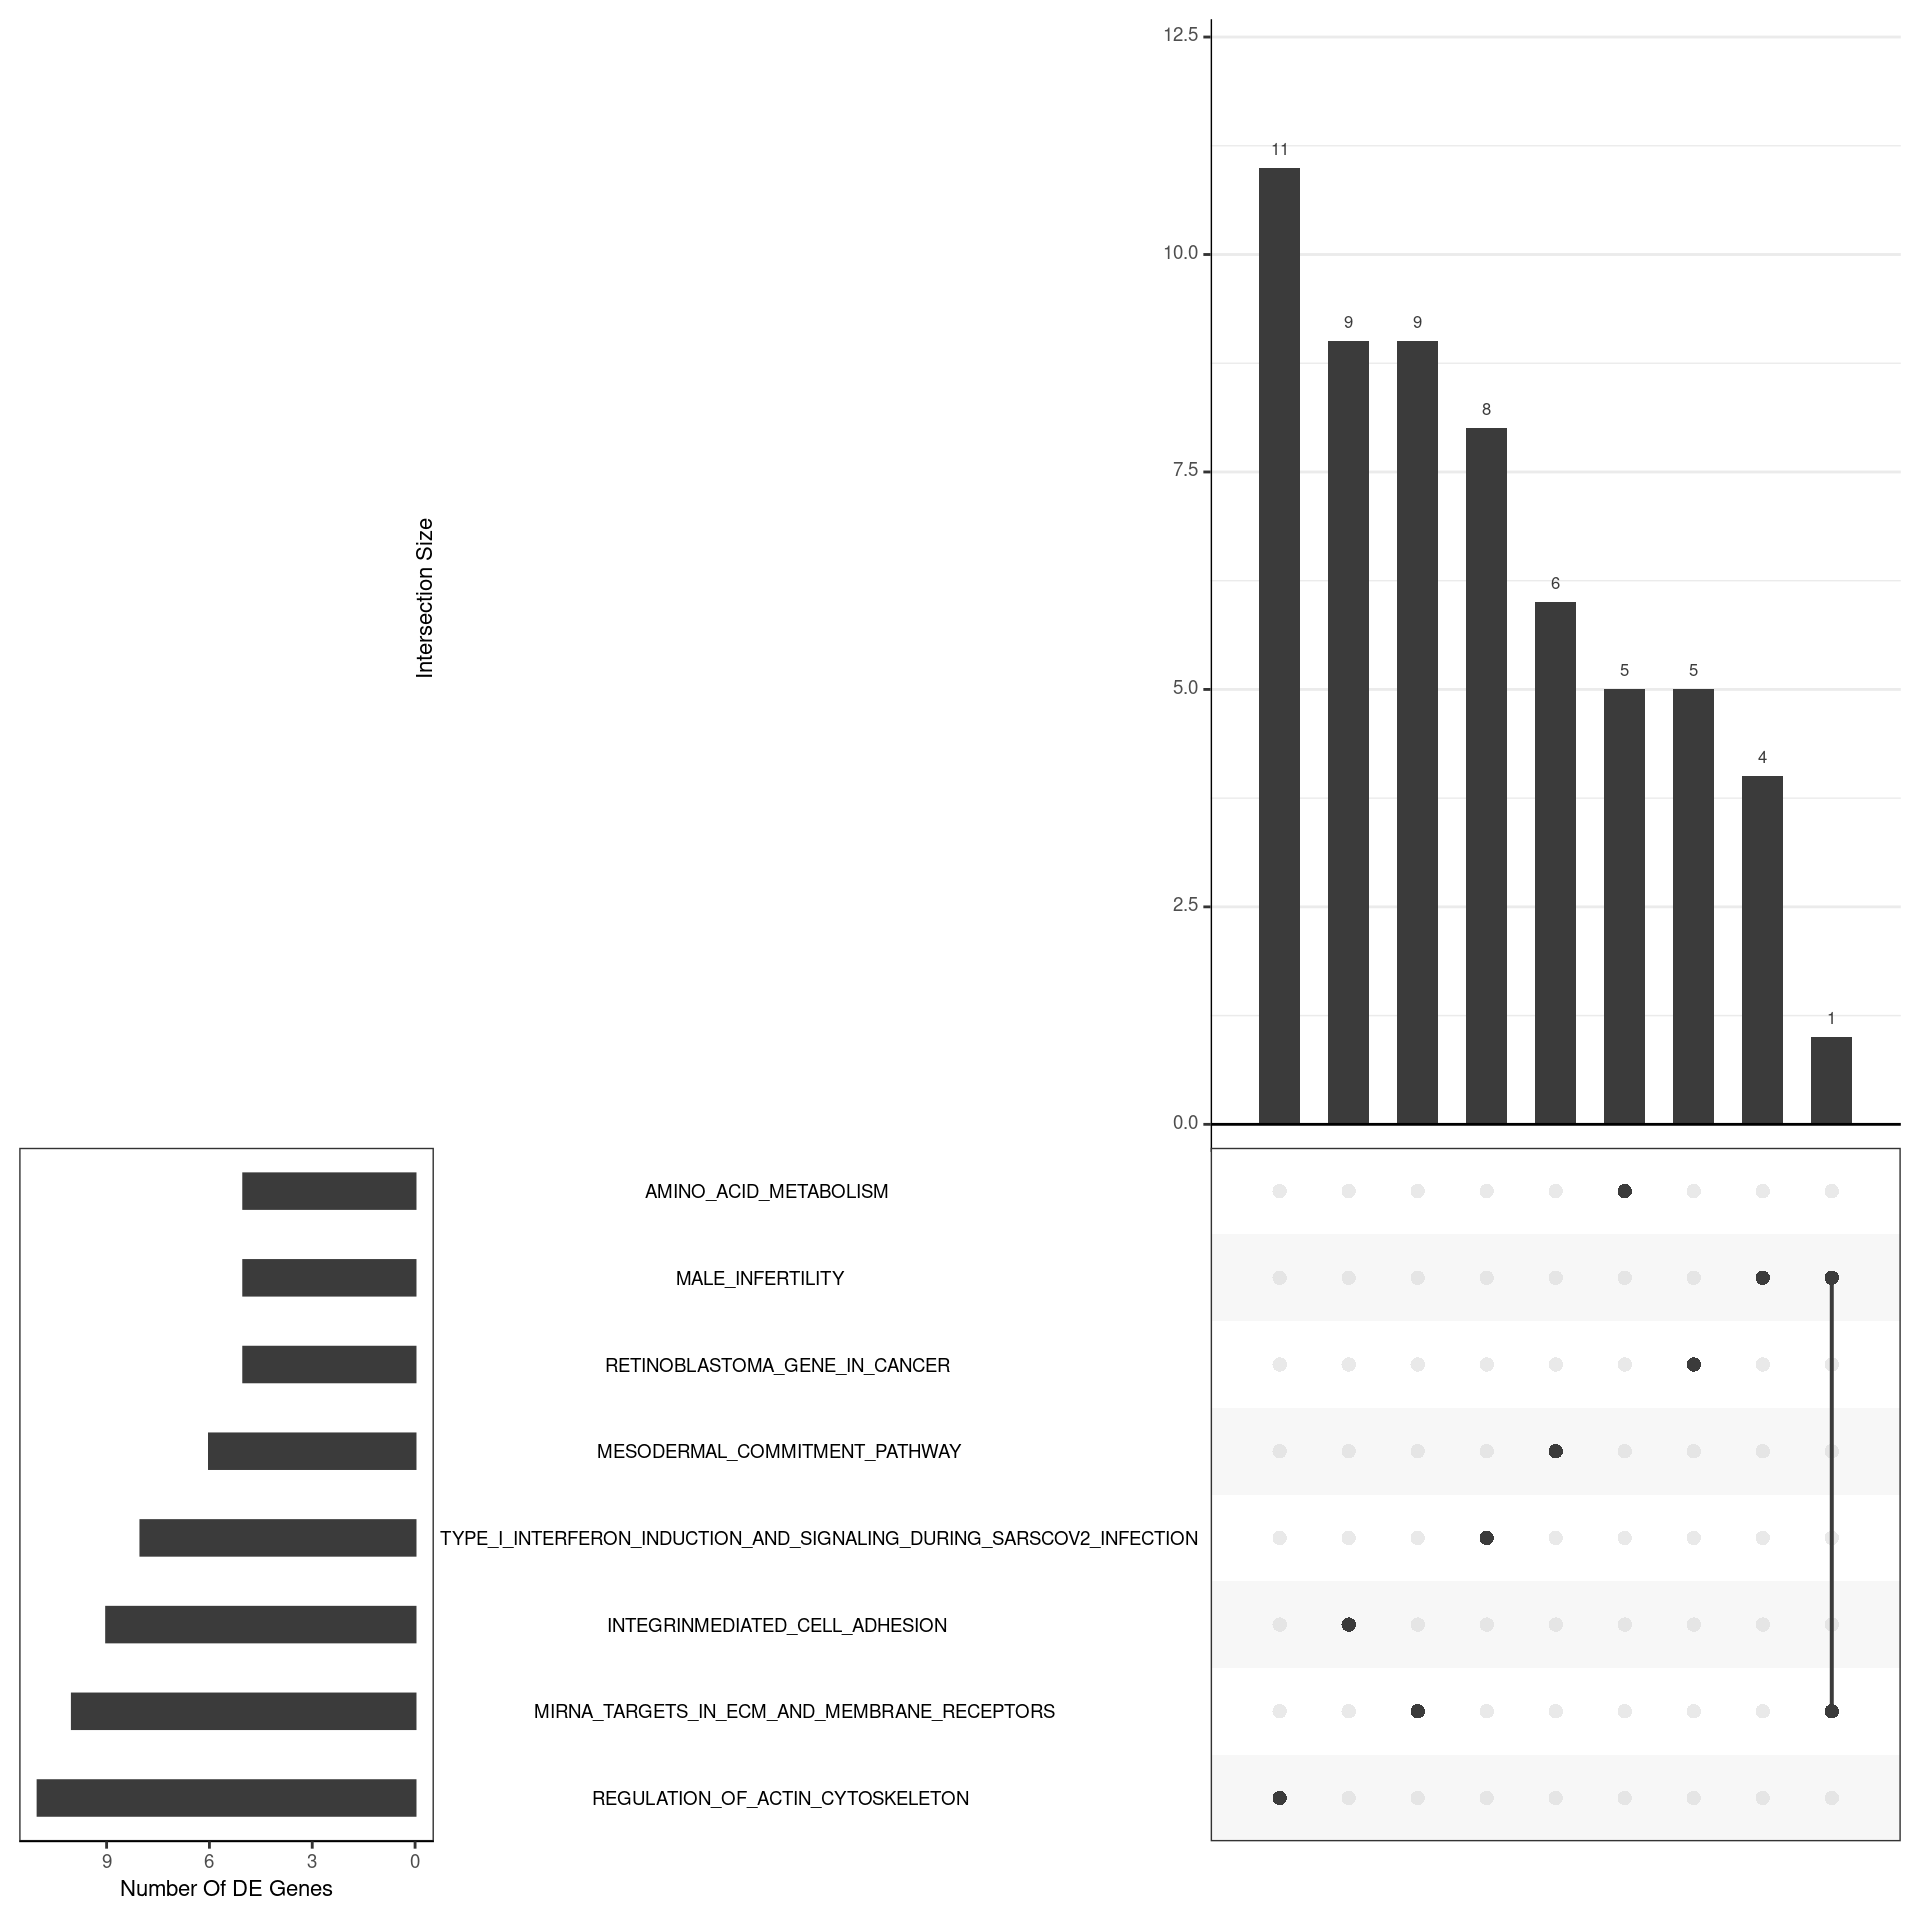 12.5
10.0
7.5
5.0
2.5
0.0
Intersection Size
11
9
9
8
6
5
5
4
1
AMINO_ACID_METABOLISM
MALE_INFERTILITY
RETINOBLASTOMA_GENE_IN_CANCER
MESODERMAL_COMMITMENT_PATHWAY
TYPE_I_INTERFERON_INDUCTION_AND_SIGNALING_DURING_SARSCOV2_INFECTION
INTEGRINMEDIATED_CELL_ADHESION
MIRNA_TARGETS_IN_ECM_AND_MEMBRANE_RECEPTORS
REGULATION_OF_ACTIN_CYTOSKELETON
9 6 3 0
Number Of DE Genes